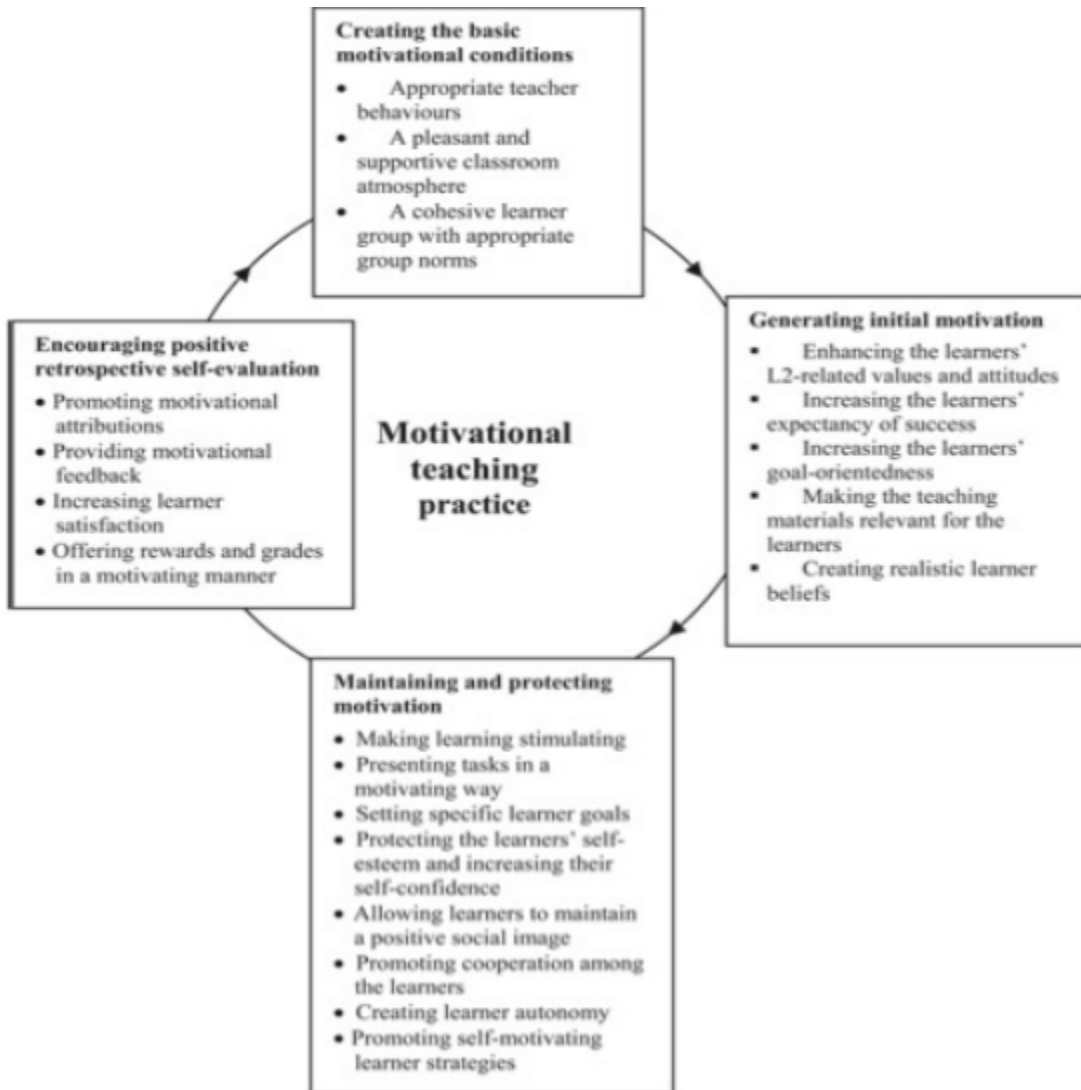 Creating the basic
motivational conditions
• Appropriate teacher
behaviours
• A pleasant and
supportive classroom
atmosphere
• A cohesive learner
group with appropriate
group norms
Generating initial motivation
▪ Enhancing the learners’
L2-related values and attitudes
▪ Increasing the learners’
expectancy of success
▪ Increasing the learners’
goal-orientedness
▪ Making the teaching
materials relevant for the
learners
▪ Creating realistic learner
beliefs
Encouraging positive
retrospective self-evaluation
• Promoting motivational
attributions
• Providing motivational
feedback
• Increasing learner
satisfaction
• Offering rewards and grades
in a motivating manner
Motivational
teaching
practice
Maintaining and protecting
motivation
• Making learning stimulating
• Presenting tasks in a
motivating way
• Setting specific learner goals
• Protecting the learners’ self-
esteem and increasing their
self-confidence
• Allowing learners to maintain
a positive social image
• Promoting cooperation among
the learners
• Creating learner autonomy
• Promoting self-motivating
learner strategies